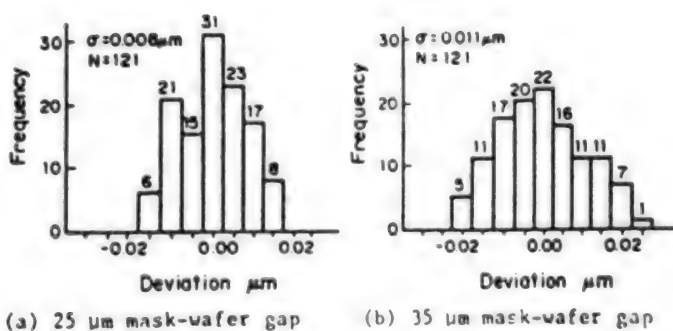 σ=0.008μm
N=121
31
23
21
17
15
8
6
30
20
10
0
Frequency
-0.02 0.00 0.02
Deviation μm
(a) 25 μm mask-wafer gap
σ=0.011μm
N=121
22
20
17
16
11
11 11
7
5
1
30
20
10
0
Frequency
-0.02 0.00 0.02
Deviation μm
(b) 35 μm mask-wafer gap